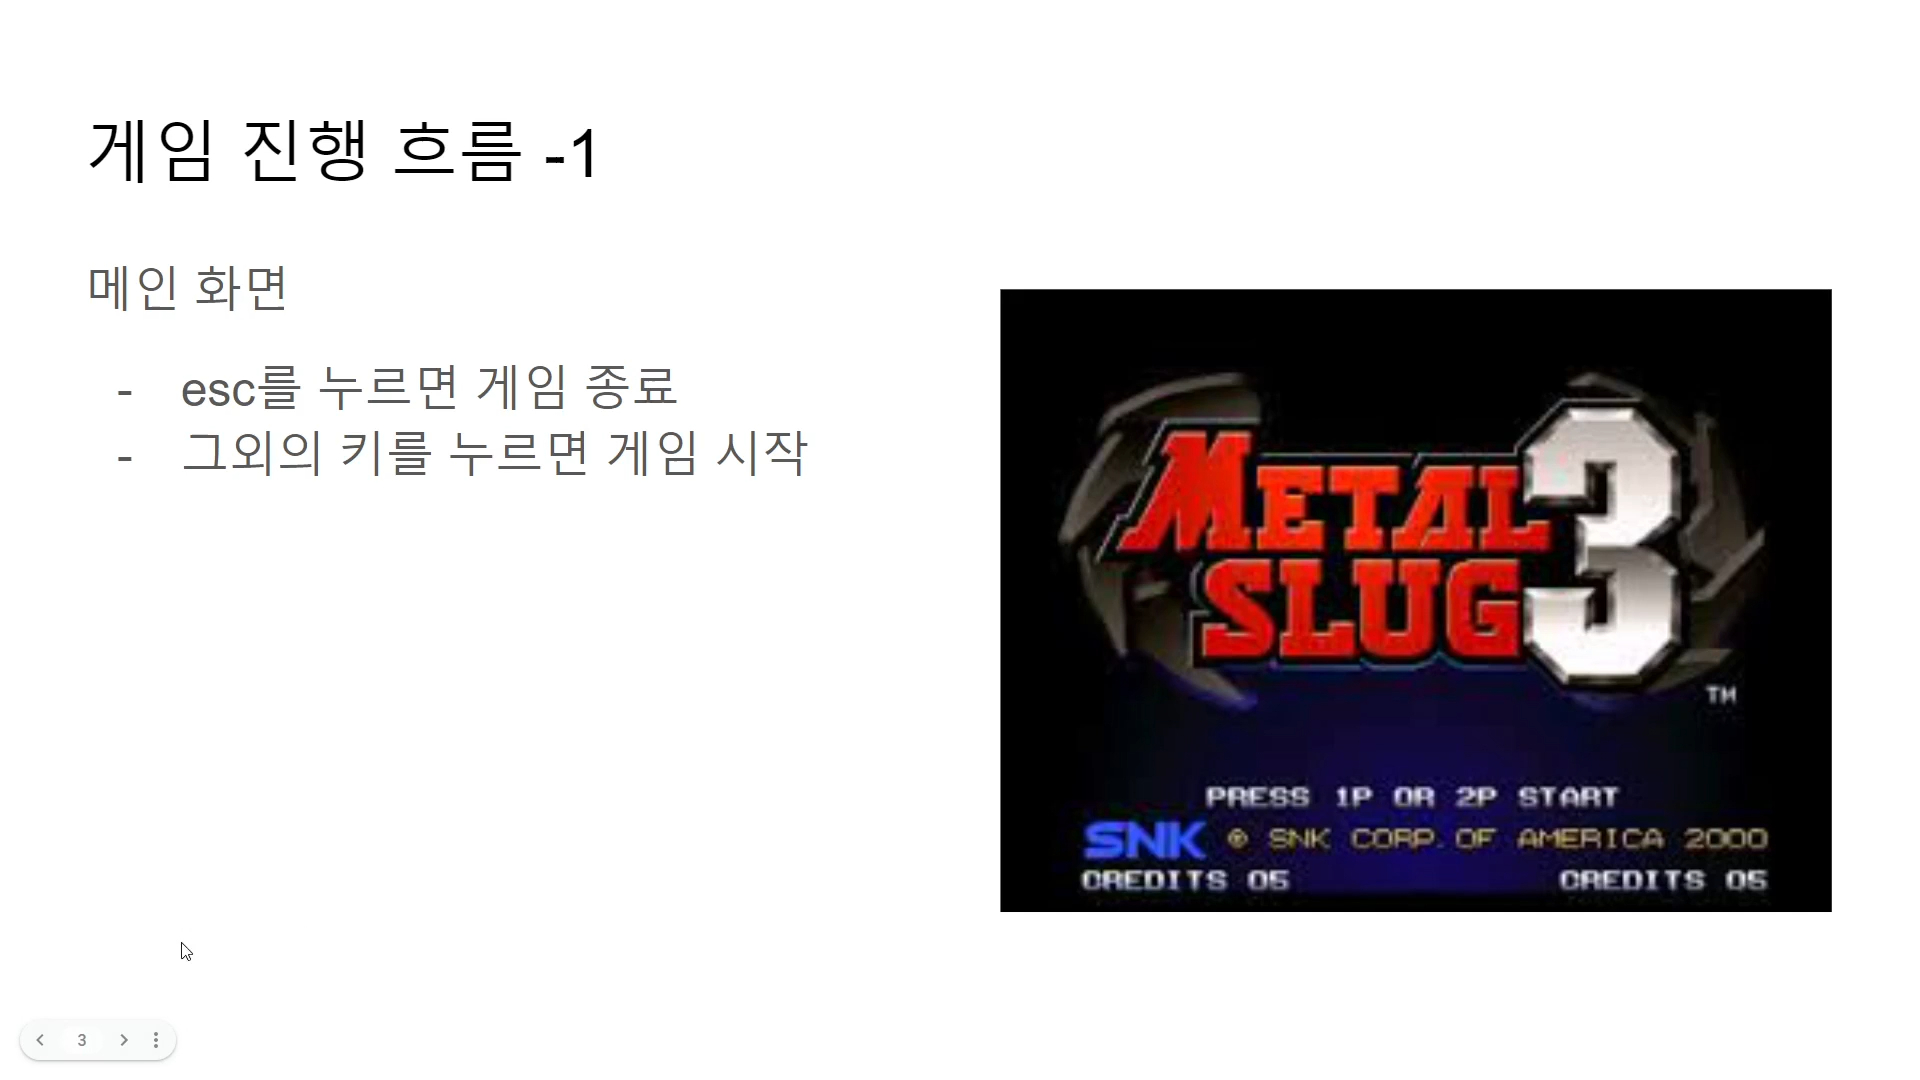 게임 진행 흐름 -1
메인 화면
- esc를 누르면 게임 종료
- 그외의 키를 누르면 게임 시작
METAL
SLUG 3
TM
PRESS 1P OR 2P START
SNK © SNK CORP. OF AMERICA 2000
CREDITS 05 CREDITS 05
3